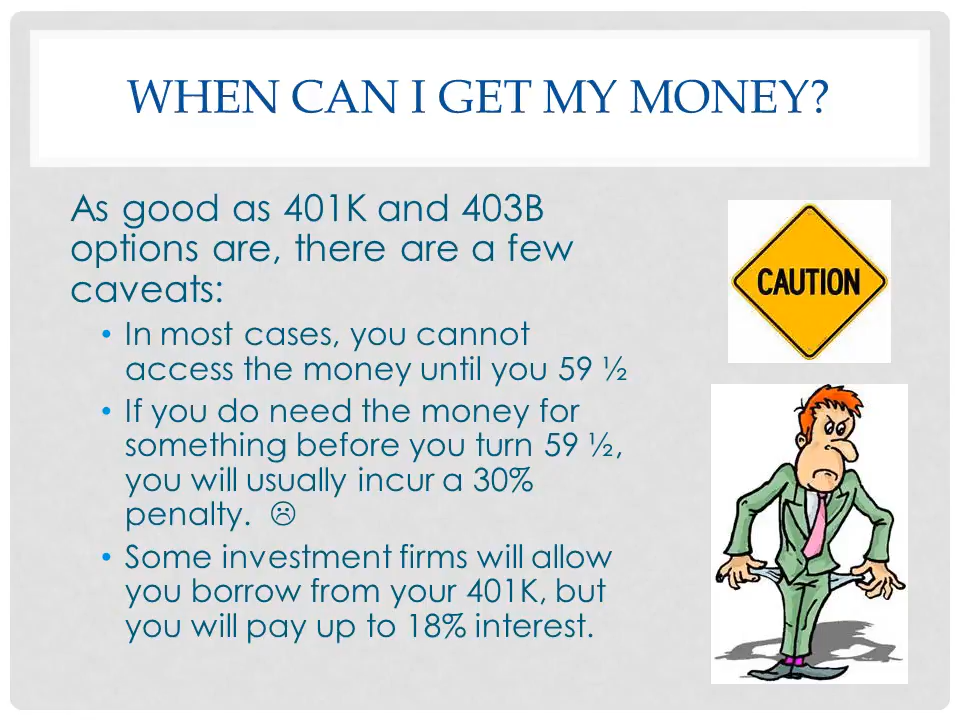 WHEN CAN I GET MY MONEY?
As good as 401K and 403B
options are, there are a few
caveats:
• In most cases, you cannot
access the money until you 59 ½
• If you do need the money for
something before you turn 59 ½,
you will usually incur a 30%
penalty. ☹
• Some investment firms will allow
you borrow from your 401K, but
you will pay up to 18% interest.
CAUTION